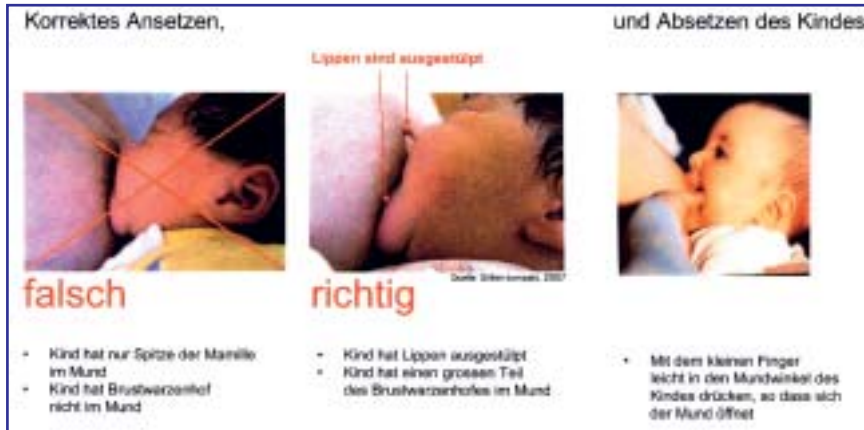 Korrektes Ansetzen,
und Absetzen des Kindes
Lippen sind ausgestülpt
falsch
richtig
• Kind hat nur Spitze der Mamille
im Mund
• Kind hat Brustwarzenhof
nicht im Mund
• Kind hat Lippen ausgestülpt
• Kind hat einen grossen Teil
des Brustwarzenhofes im Mund
• Mit dem kleinen Finger
leicht in den Mundwinkel des
Kindes drücken, so dass sich
der Mund öffnet